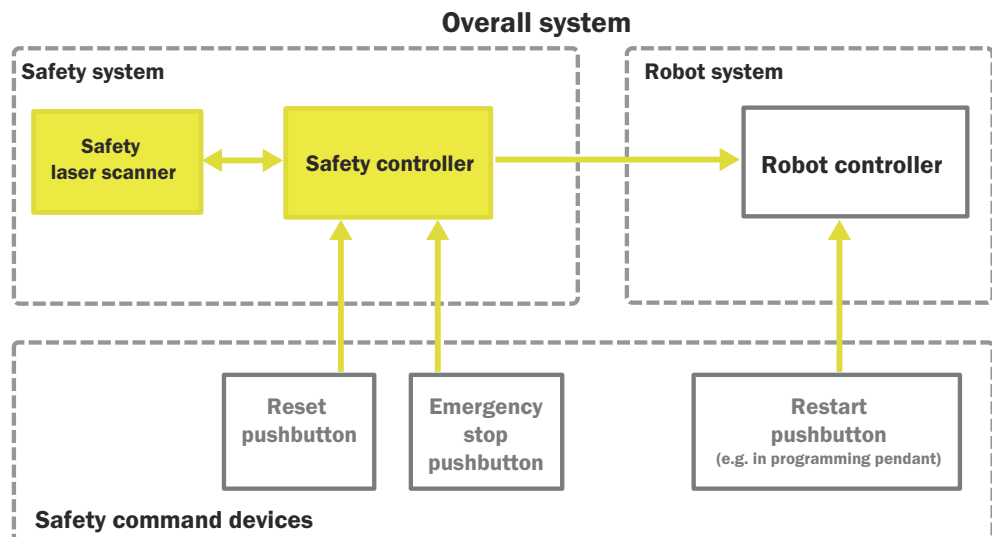 Overall system
Safety system
Robot system
Safety
laser scanner
Safety controller
Robot controller
Reset
pushbutton
Emergency
stop
pushbutton
Restart
pushbutton
(e.g. in programming pendant)
Safety command devices